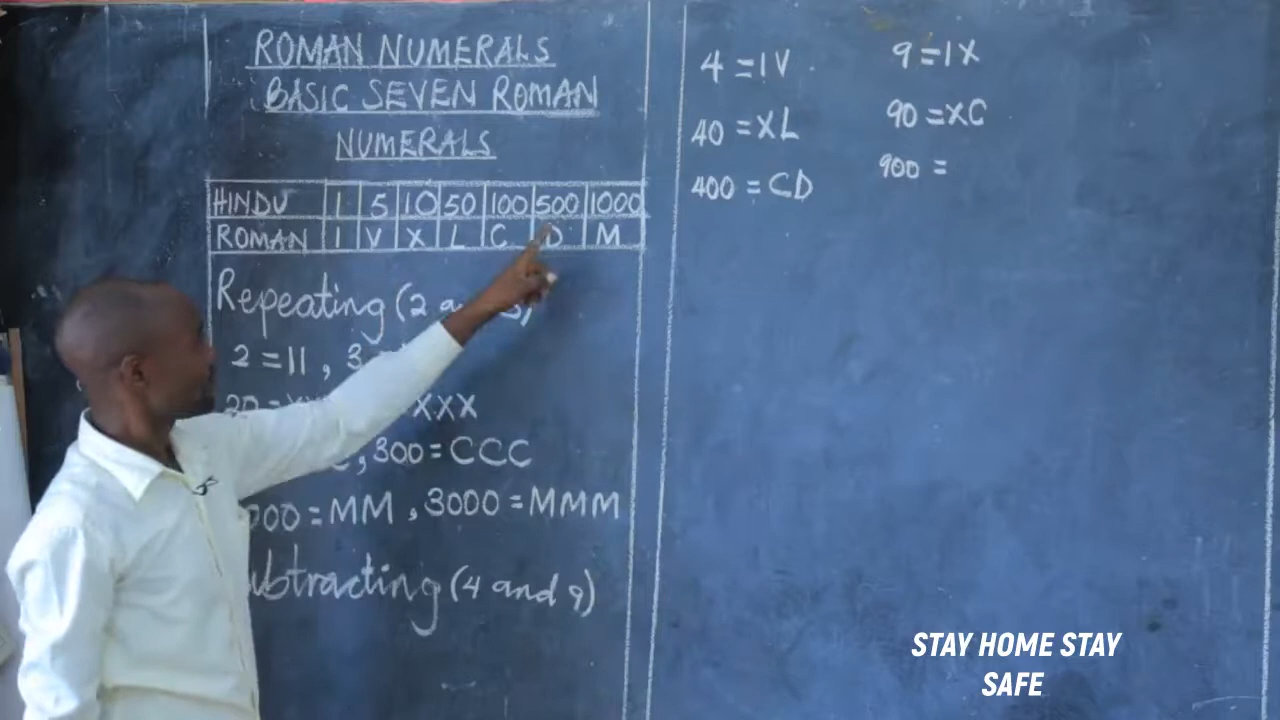 ROMAN NUMERALS
BASIC SEVEN ROMAN
NUMERALS
HINDU 1 5 10 50 100 500 1000
ROMAN I V X L C D M
Repeating (2
2 = II , 3
XXX
, 300 = CCC
= MM , 3000 = MMM
(4 and 9)
4 = IV
40 = XL
400 = CD
9 = IX
90 = XC
900 =
STAY HOME STAY
SAFE